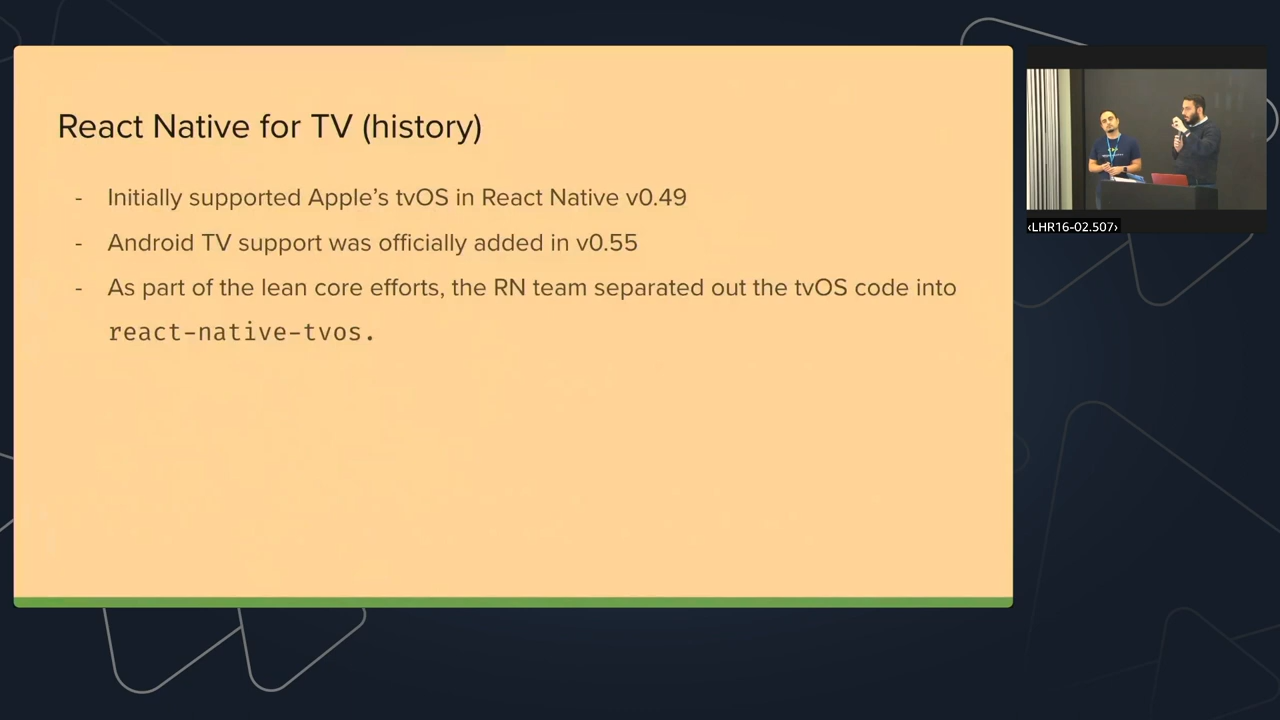 React Native for TV (history)
- Initially supported Apple’s tvOS in React Native v0.49
- Android TV support was officially added in v0.55
- As part of the lean core efforts, the RN team separated out the tvOS code into
react-native-tvos.
‹LHR16-02.507›